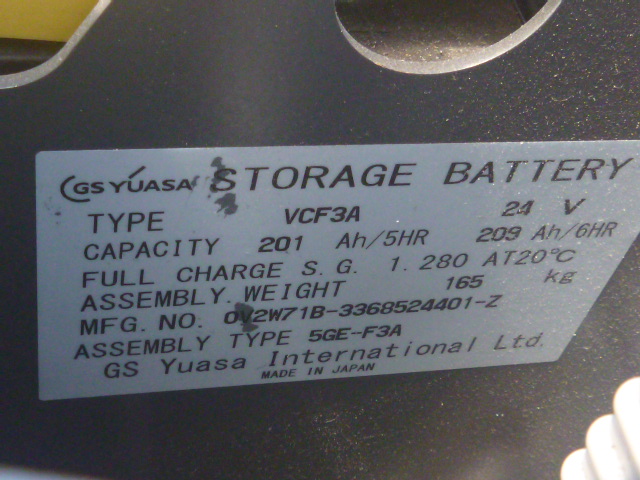 GS YUASA STORAGE BATTERY
TYPE VCF3A 24 V
CAPACITY 201 Ah/5HR 209 Ah/6HR
FULL CHARGE S.G. 1.280 AT20℃
ASSEMBLY.WEIGHT 165 kg
MFG. NO. 0V2W71B-3368524401-Z
ASSEMBLY TYPE 5GE-F3A
GS Yuasa International Ltd.
MADE IN JAPAN